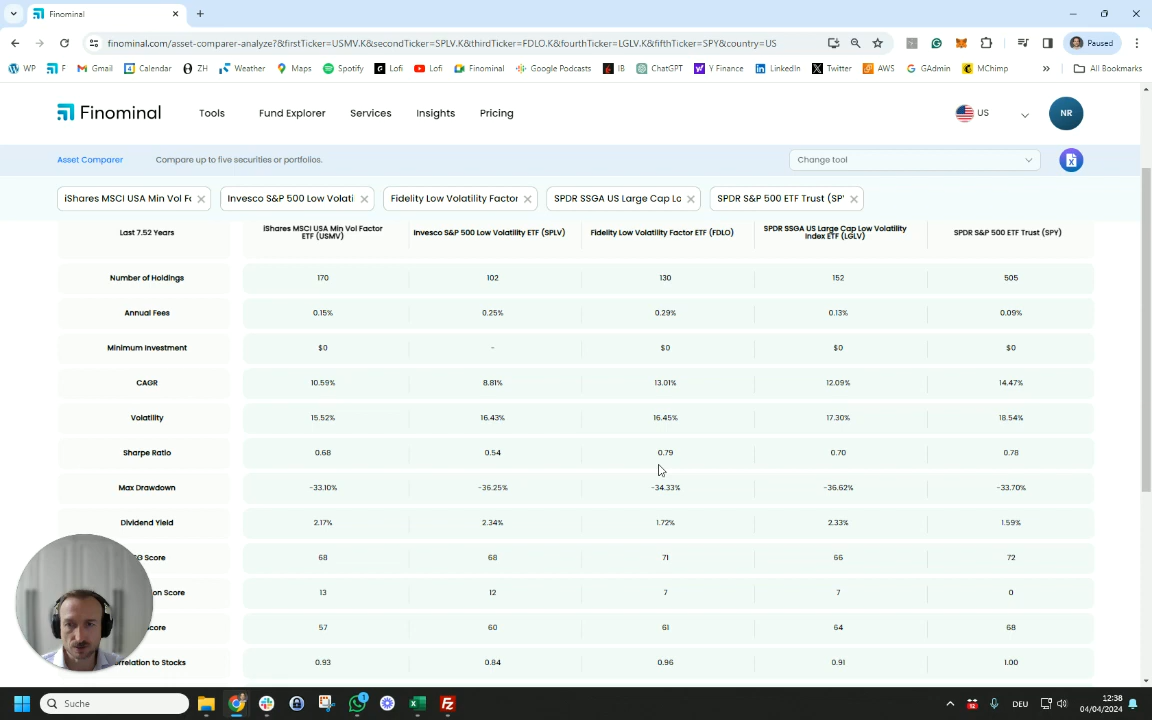 Finominal
finominal.com/asset-comparer-analyze?&firstTicker=USMV.K&secondTicker=SPLV.K&thirdTicker=FDLO.K&fourthTicker=LGLV.K&fifthTicker=SPY&country=US
Paused
WP F Gmail Calendar ZH Weather Maps Spotify Lofi Lofi Finominal Google Podcasts IB ChatGPT Y Finance LinkedIn Twitter AWS GAdmin MChimp All Bookmarks
Finominal Tools Fund Explorer Services Insights Pricing US NR
Asset Comparer Compare up to five securities or portfolios. Change tool
iShares MSCI USA Min Vol Fa Invesco S&P 500 Low Volati Fidelity Low Volatility Factor SPDR SSGA US Large Cap Lo SPDR S&P 500 ETF Trust (SP
Last 7.52 Years iShares MSCI USA Min Vol Factor ETF (USMV) Invesco S&P 500 Low Volatility ETF (SPLV) Fidelity Low Volatility Factor ETF (FDLO) SPDR SSGA US Large Cap Low Volatility Index ETF (LGLV) SPDR S&P 500 ETF Trust (SPY)
Number of Holdings 170 102 130 152 505
Annual Fees 0.15% 0.25% 0.29% 0.13% 0.09%
Minimum Investment $0 - $0 $0 $0
CAGR 10.59% 8.81% 13.01% 12.09% 14.47%
Volatility 15.52% 16.43% 16.45% 17.30% 18.54%
Sharpe Ratio 0.68 0.54 0.79 0.70 0.78
Max Drawdown -33.10% -36.25% -34.33% -36.62% -33.70%
Dividend Yield 2.17% 2.34% 1.72% 2.33% 1.59%
G Score 68 68 71 66 72
on Score 13 12 7 7 0
core 57 60 61 64 68
rrelation to Stocks 0.93 0.84 0.96 0.91 1.00
Suche 1 DEU 12:38
04/04/2024